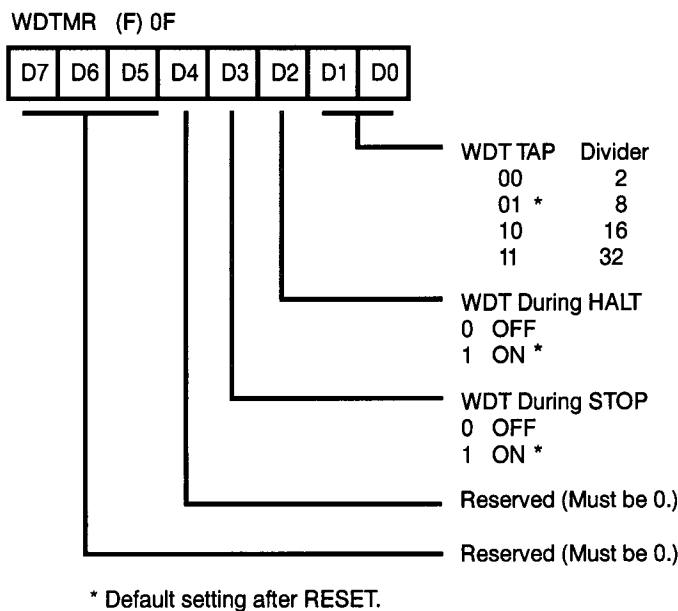 WDTMR (F) 0F
D7 D6 D5 D4 D3 D2 D1 D0
WDT TAP Divider
00 2
01 * 8
10 16
11 32
WDT During HALT
0 OFF
1 ON *
WDT During STOP
0 OFF
1 ON *
Reserved (Must be 0.)
Reserved (Must be 0.)
* Default setting after RESET.